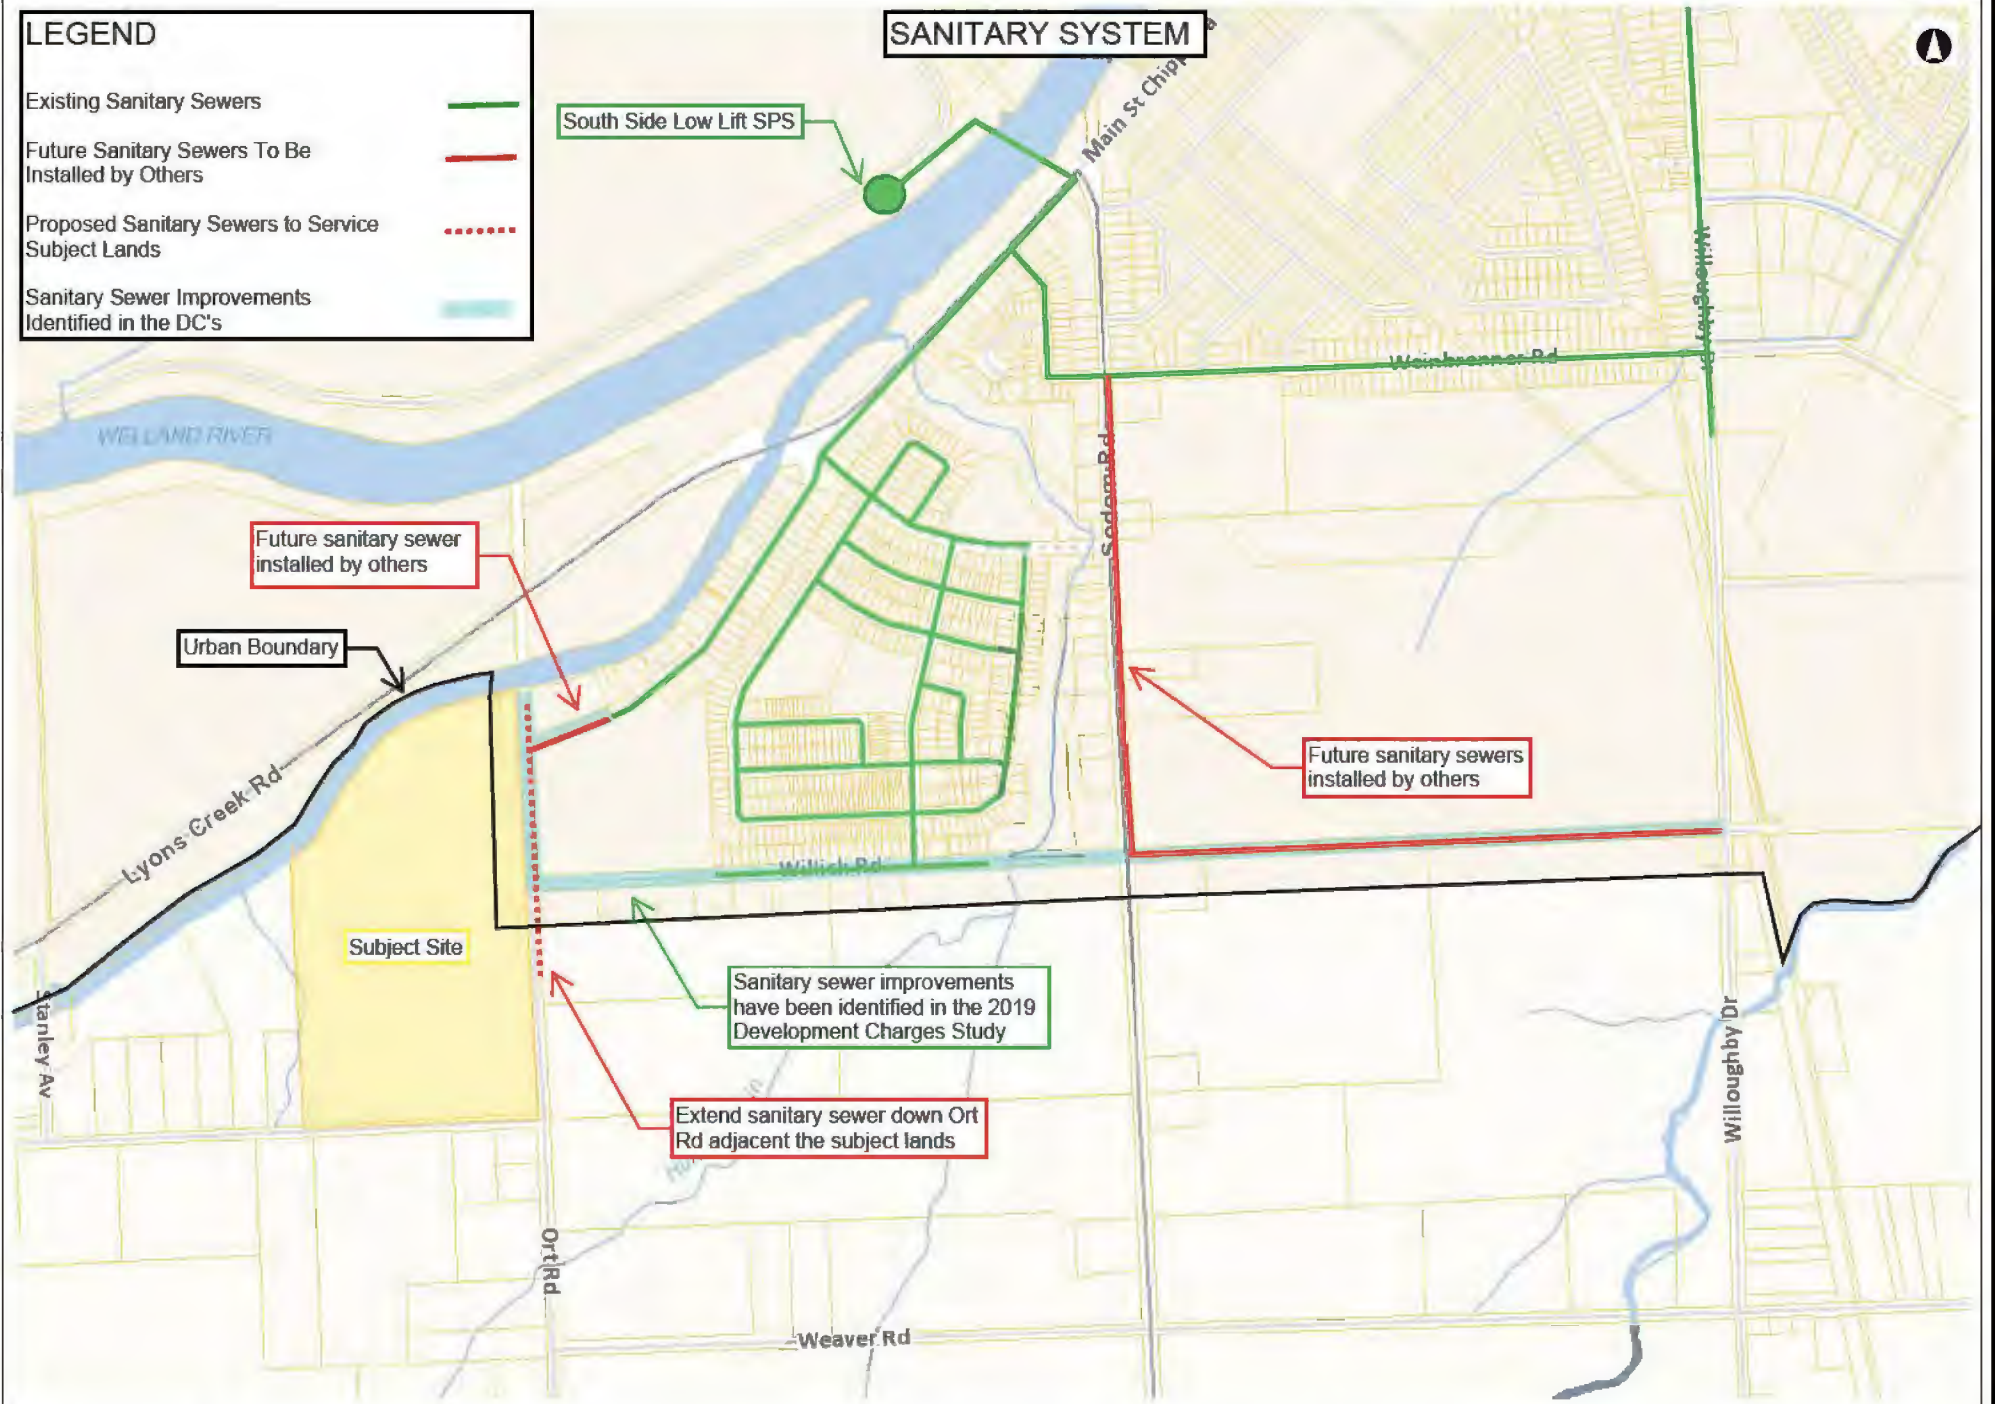 LEGEND
Existing Sanitary Sewers
Future Sanitary Sewers To Be
Installed by Others
Proposed Sanitary Sewers to Service
Subject Lands
Sanitary Sewer Improvements
Identified in the DC's
SANITARY SYSTEM
South Side Low Lift SPS
Main St Chipp
a
Willoughby Dr
Weinbrenner Rd
WELLAND RIVER
Sodom Rd
Future sanitary sewer
installed by others
Urban Boundary
Future sanitary sewers
installed by others
Lyons Creek Rd
Willick Rd
Subject Site
Sanitary sewer improvements
have been identified in the 2019
Development Charges Study
Stanley Av
Willoughby Dr
Extend sanitary sewer down Ort
Rd adjacent the subject lands
Ort Rd
Weaver Rd